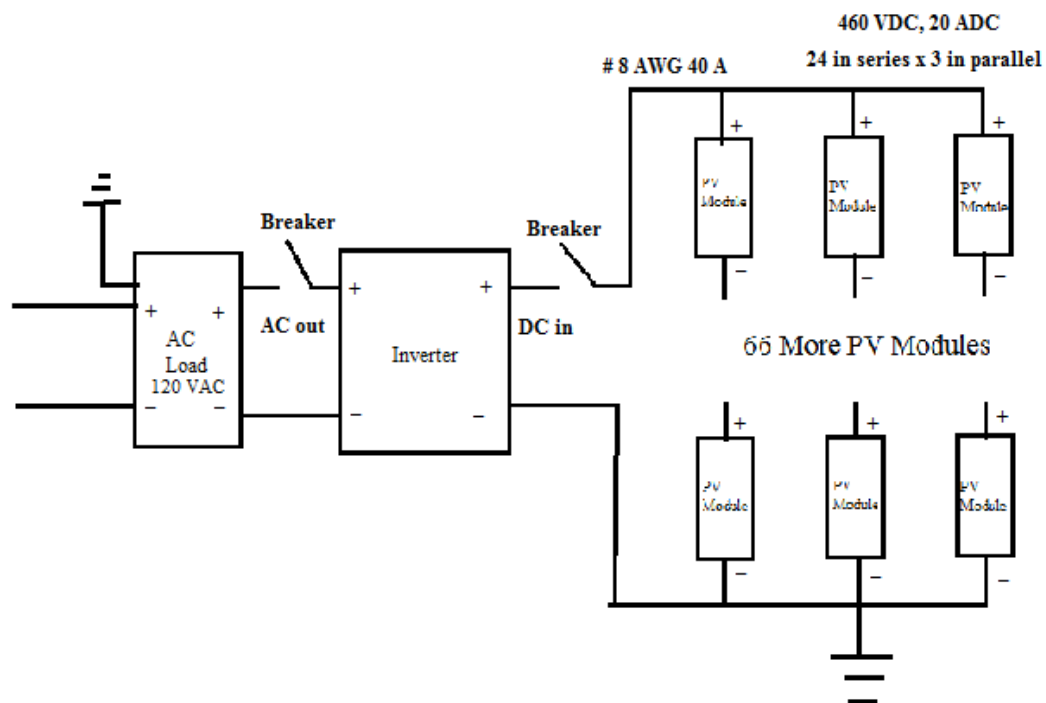 460 VDC, 20 ADC
# 8 AWG 40 A
24 in series x 3 in parallel
+
+
+
PV
Module
PV
Module
PV
Module
−
−
−
Breaker
Breaker
+
+
+
+
AC
Load
120 VAC
AC out
DC in
Inverter
−
−
−
−
66 More PV Modules
+
+
+
PV
Module
PV
Module
PV
Module
−
−
−